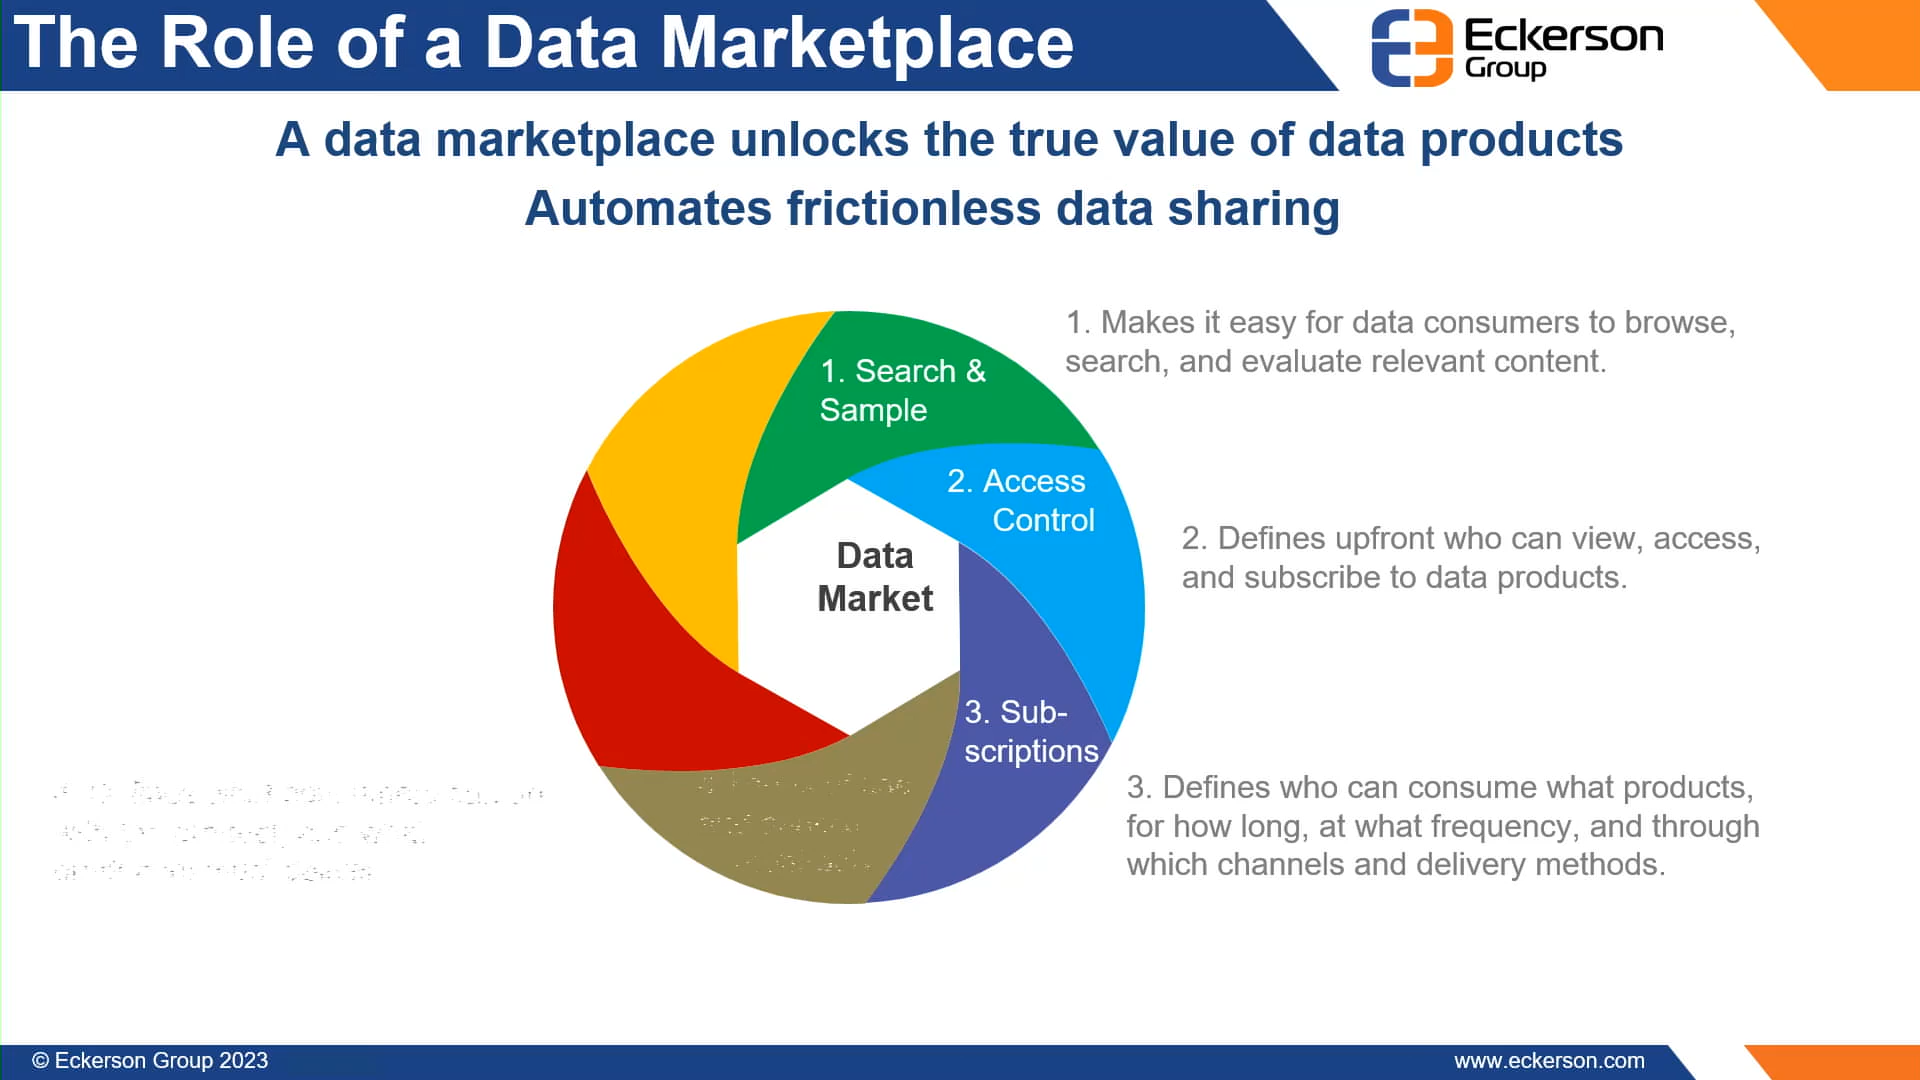 The Role of a Data Marketplace
Eckerson
Group
A data marketplace unlocks the true value of data products
Automates frictionless data sharing
1. Search &
Sample
1. Makes it easy for data consumers to browse,
search, and evaluate relevant content.
2. Access
Control
2. Defines upfront who can view, access,
and subscribe to data products.
Data
Market
3. Sub-
scriptions
3. Defines who can consume what products,
for how long, at what frequency, and through
which channels and delivery methods.
© Eckerson Group 2023
www.eckerson.com